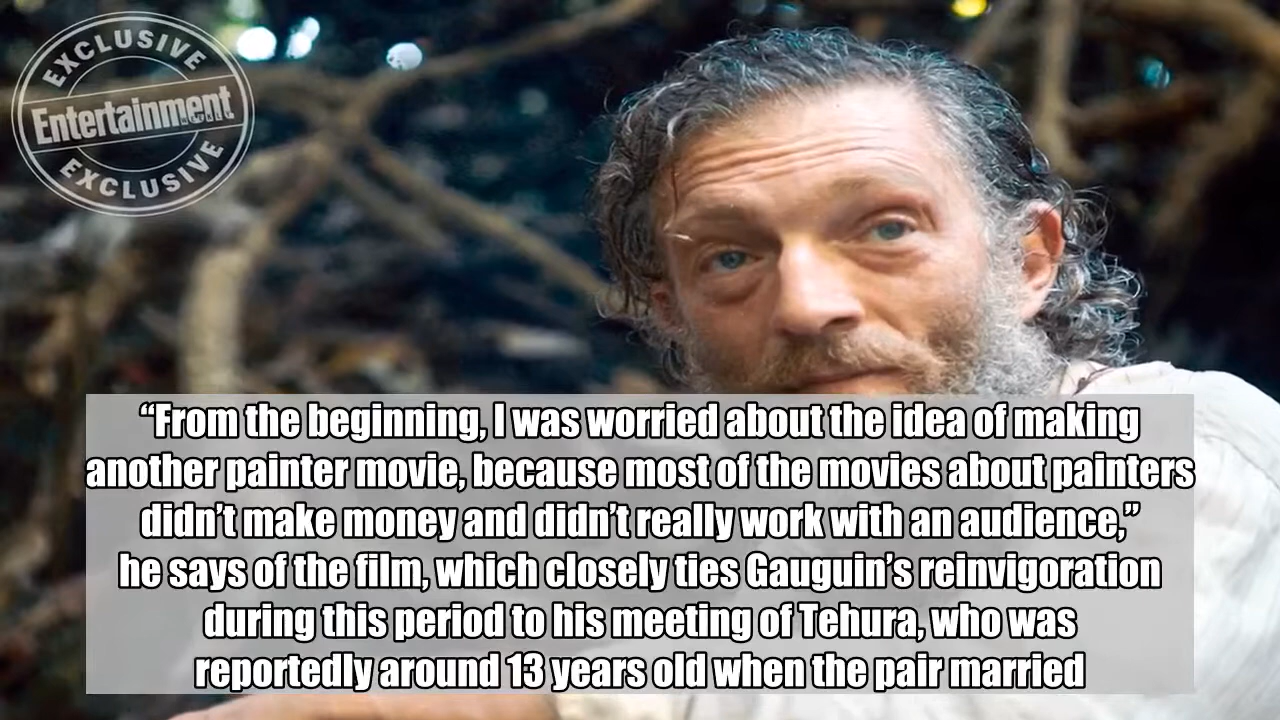 EXCLUSIVE
Entertainment
EXCLUSIVE
“From the beginning, I was worried about the idea of making
another painter movie, because most of the movies about painters
didn’t make money and didn’t really work with an audience,”
he says of the film, which closely ties Gauguin’s reinvigoration
during this period to his meeting of Tehura, who was
reportedly around 13 years old when the pair married